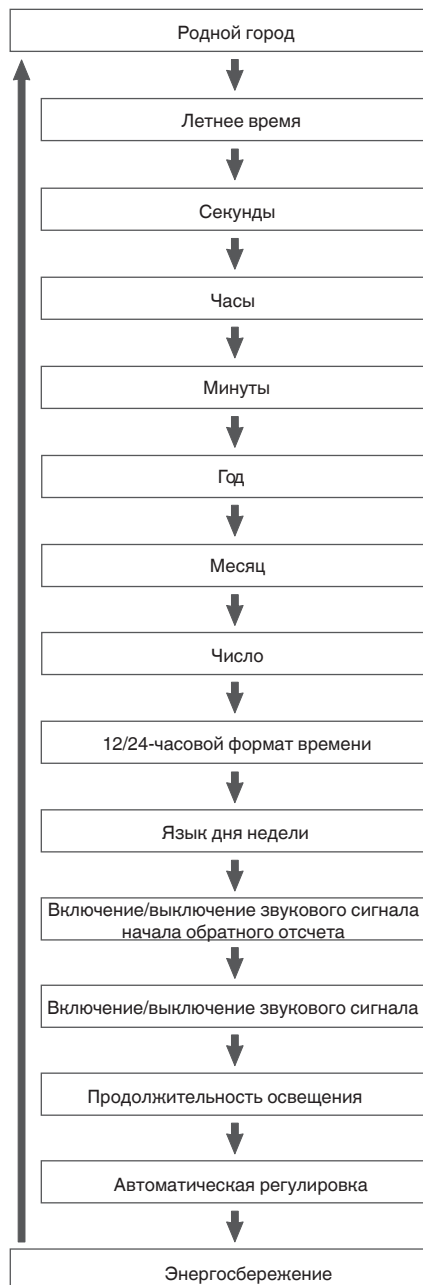 Родной город
Летнее время
Секунды
Часы
Минуты
Год
Месяц
Число
12/24-часовой формат времени
Язык дня недели
Включение/выключение звукового сигнала
начала обратного отсчета
Включение/выключение звукового сигнала
Продолжительность освещения
Автоматическая регулировка
Энергосбережение